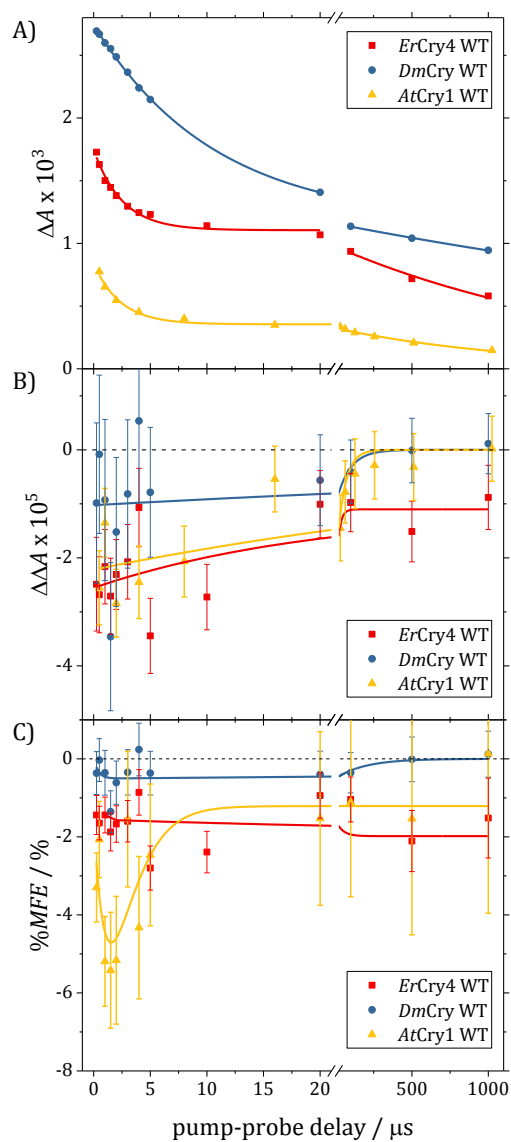 A)
ErCry4 WT
DmCry WT
AtCry1 WT
ΔA x 10³
2
1
0
B)
0
-2
-4
ΔΔA x 10⁵
ErCry4 WT
DmCry WT
AtCry1 WT
C)
0
-2
-4
-6
-8
%MFE / %
ErCry4 WT
DmCry WT
AtCry1 WT
0 5 10 15 20 500 1000
pump-probe delay / μs